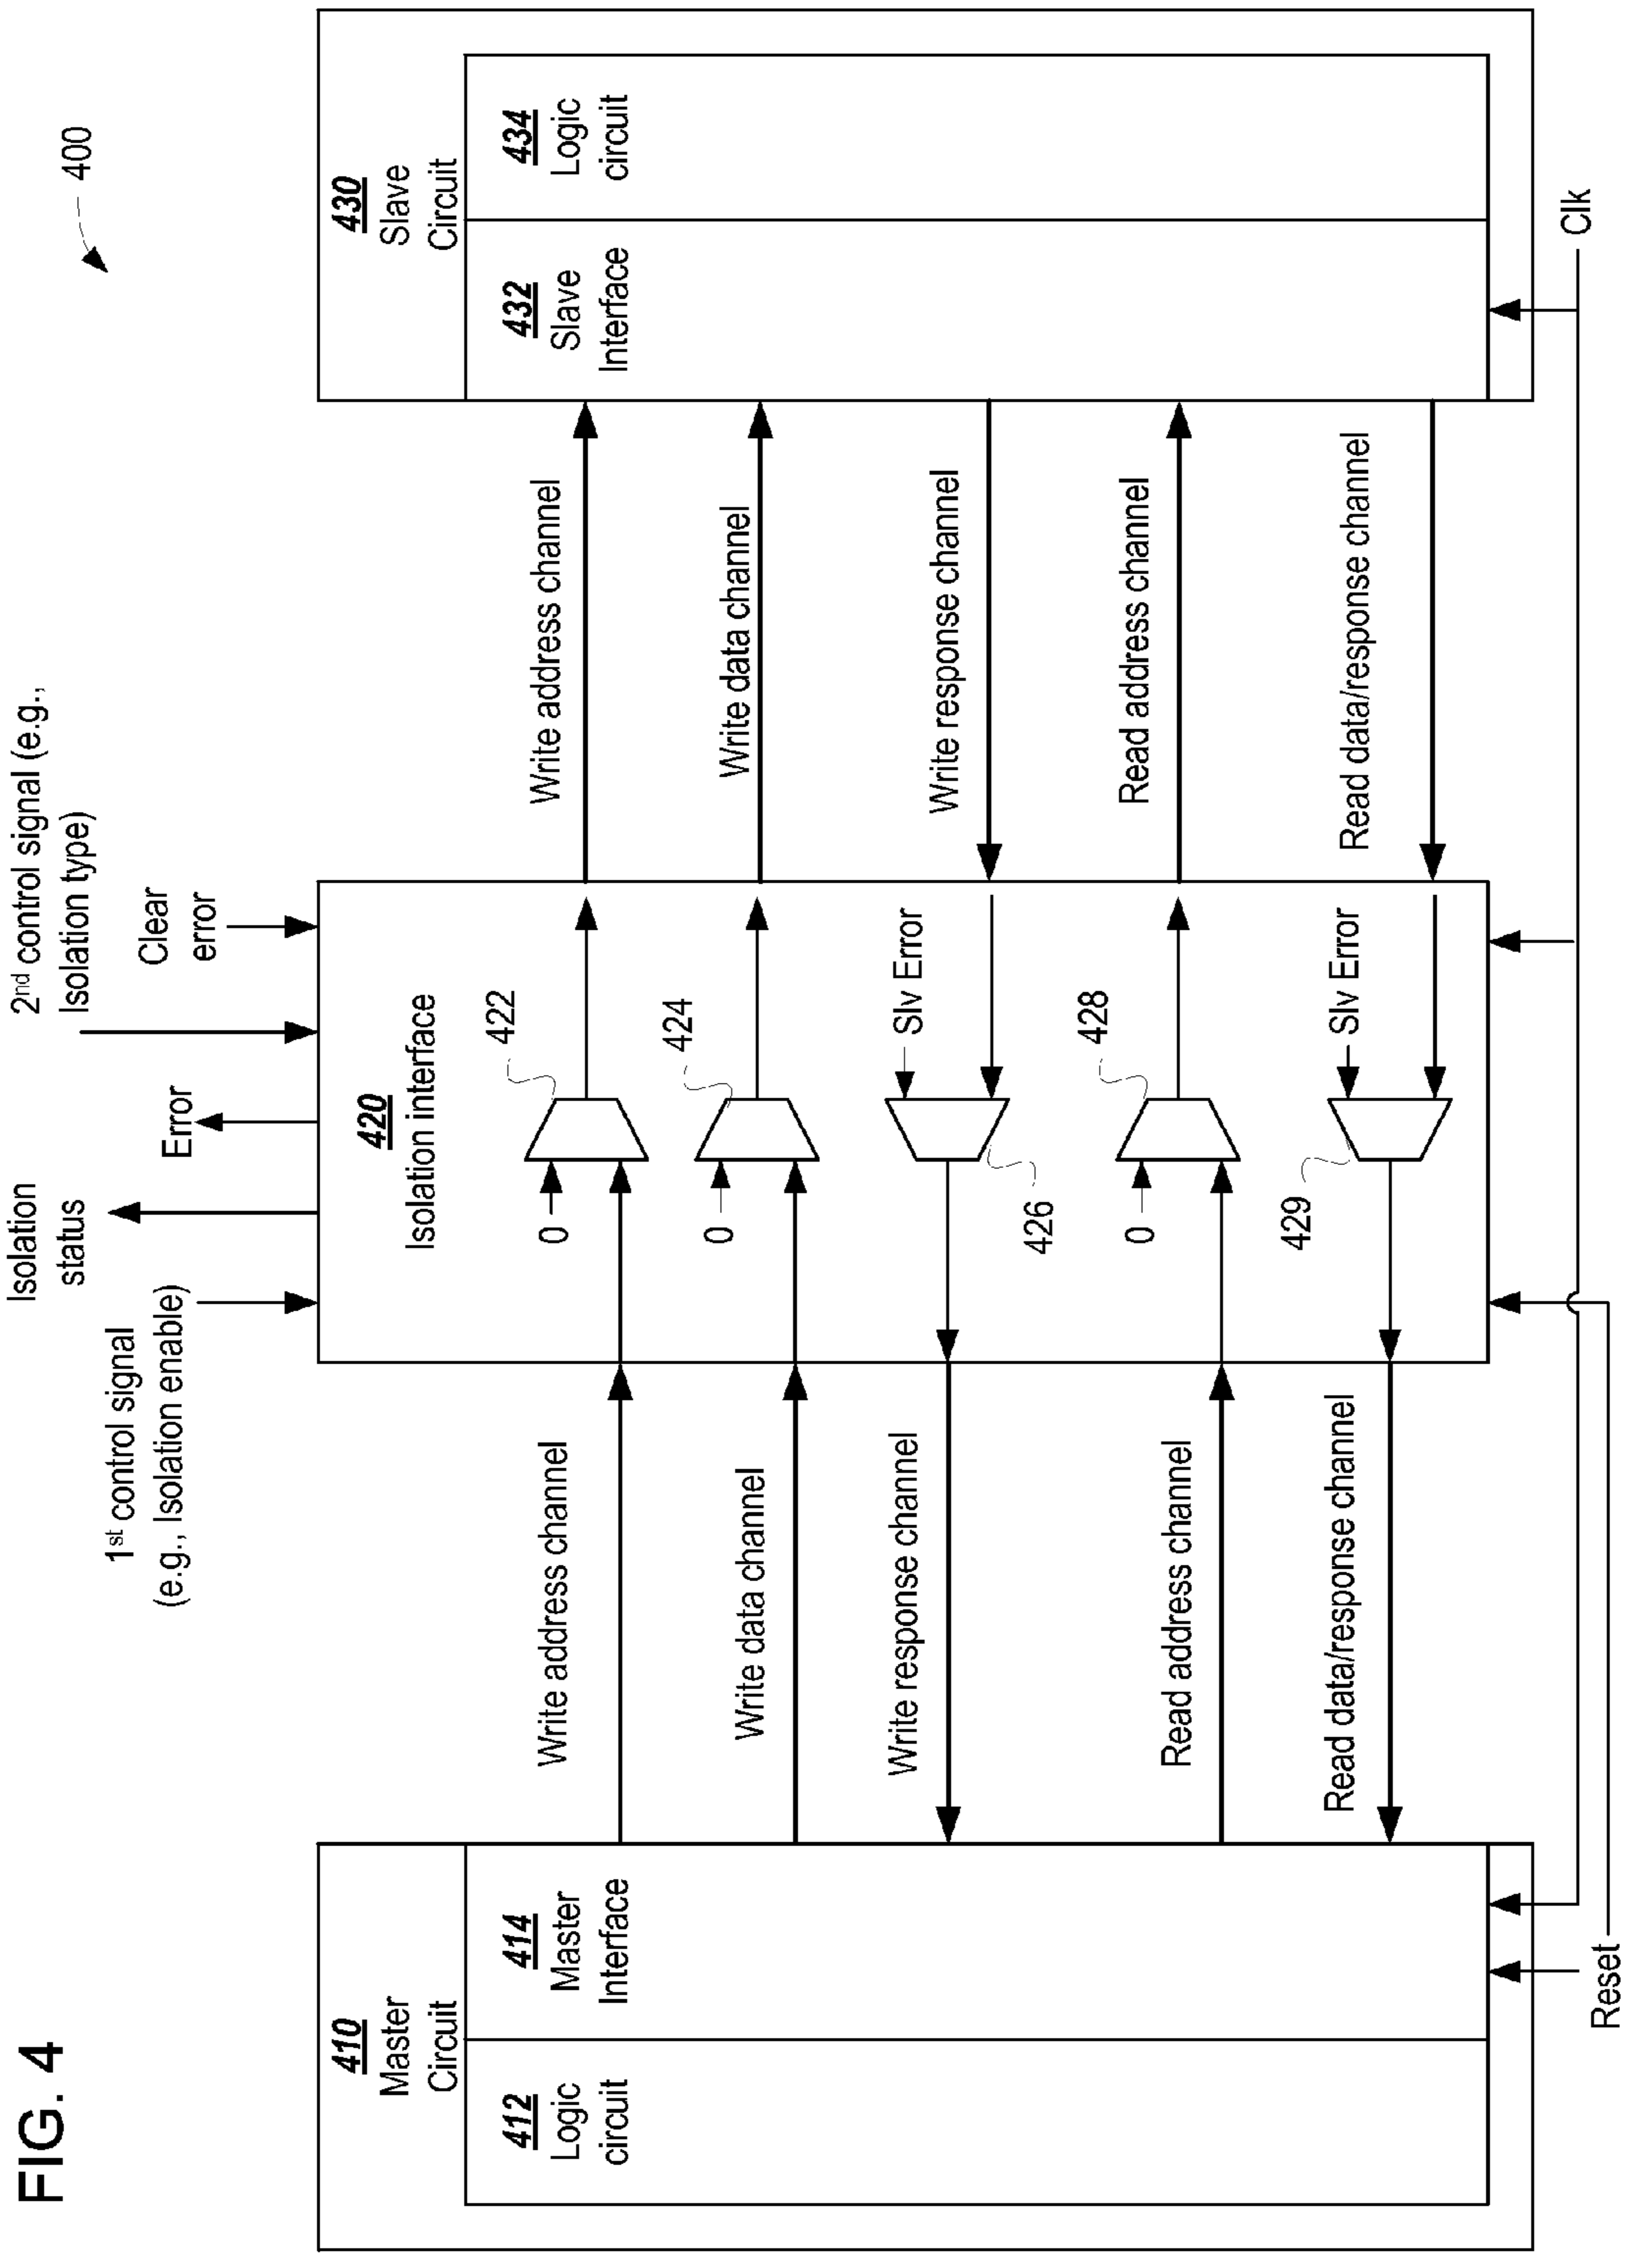 FIG. 4
400
1st control signal
(e.g., Isolation enable)
Isolation
status
Error
2nd control signal (e.g.,
Isolation type)
Clear
error
410
Master
Circuit
412
Logic
circuit
414
Master
Interface
Write address channel
Write data channel
Write response channel
Read address channel
Read data/response channel
420
Isolation interface
0
422
0
424
Slv Error
426
0
428
Slv Error
429
Write address channel
Write data channel
Write response channel
Read address channel
Read data/response channel
430
Slave
Circuit
432
Slave
Interface
434
Logic
circuit
Reset
Clk